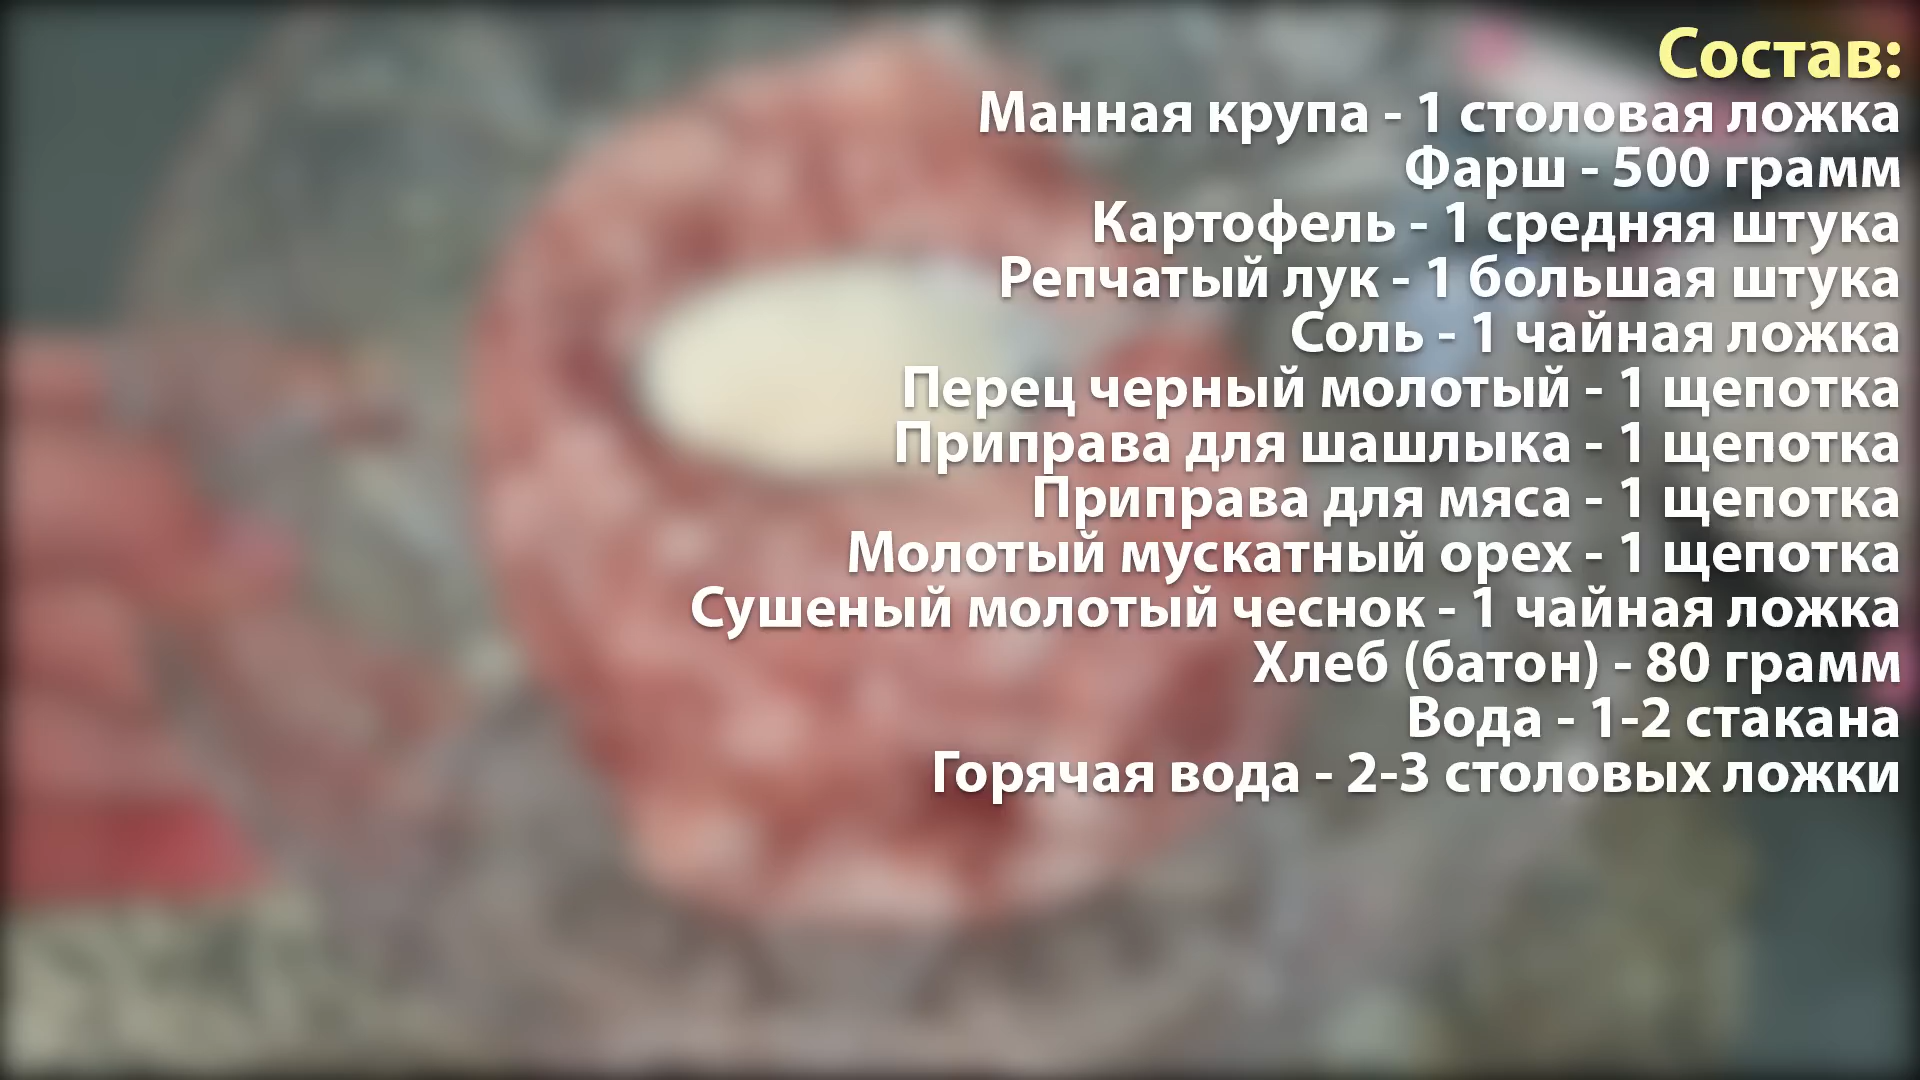 Состав:
Манная крупа - 1 столовая ложка
Фарш - 500 грамм
Картофель - 1 средняя штука
Репчатый лук - 1 большая штука
Соль - 1 чайная ложка
Перец черный молотый - 1 щепотка
Приправа для шашлыка - 1 щепотка
Приправа для мяса - 1 щепотка
Молотый мускатный орех - 1 щепотка
Сушеный молотый чеснок - 1 чайная ложка
Хлеб (батон) - 80 грамм
Вода - 1-2 стакана
Горячая вода - 2-3 столовых ложки